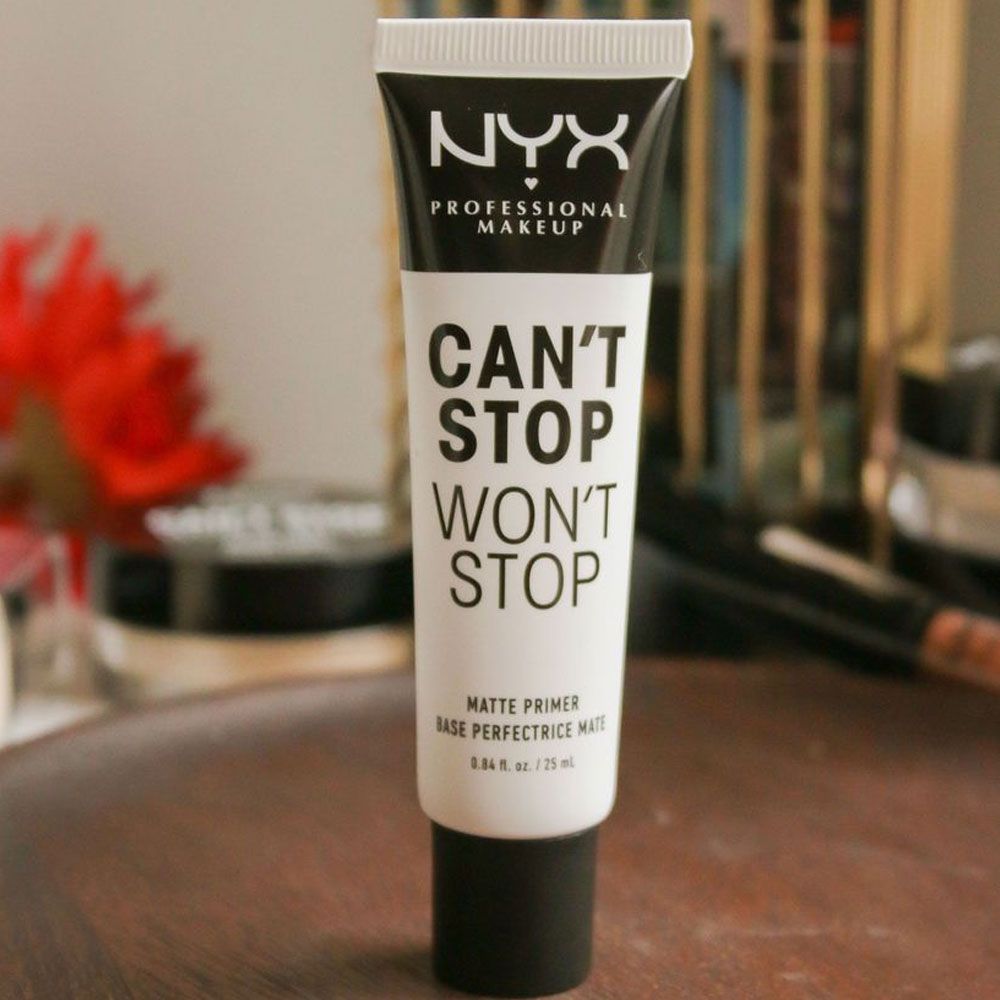 NYX
PROFESSIONAL
MAKEUP
CAN'T
STOP
WON'T
STOP
MATTE PRIMER
BASE PERFECTRICE MATE
0.84 fl. oz. / 25 mL